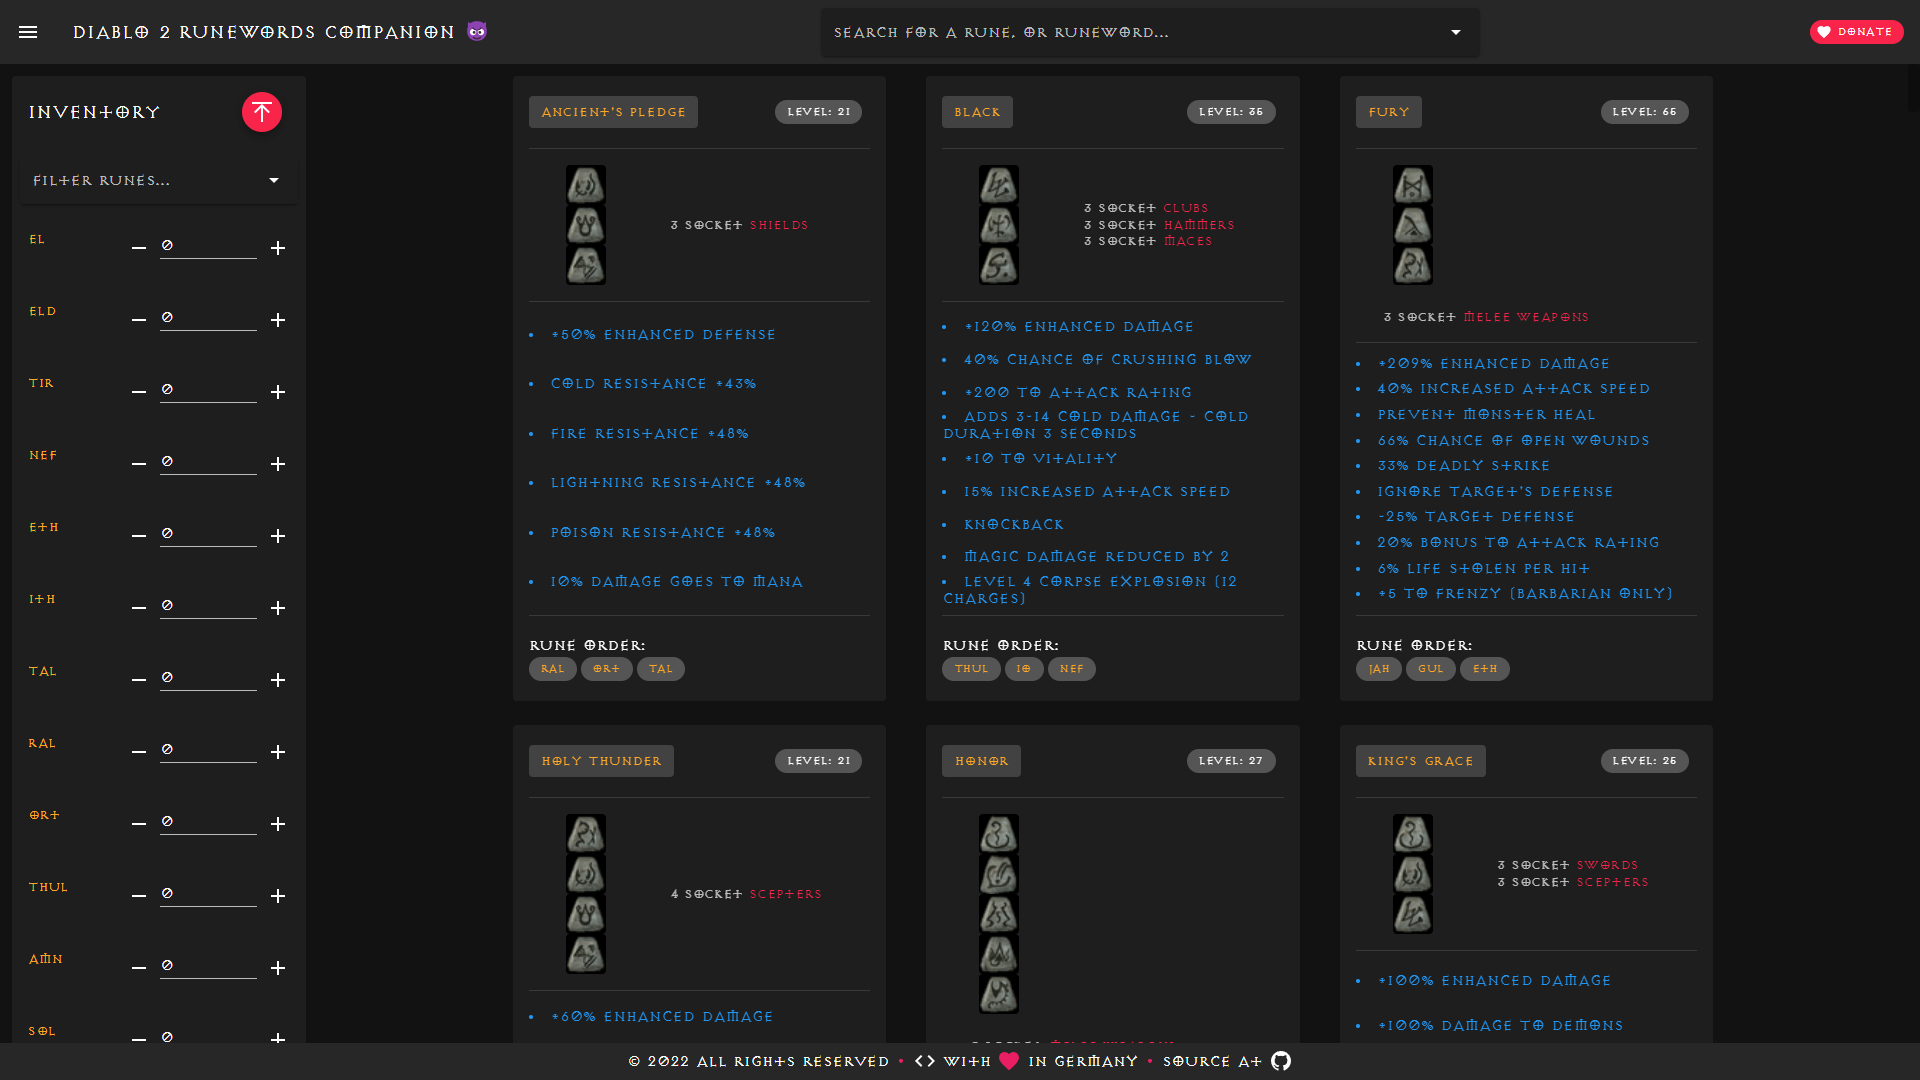 DIABLO 2 RUNEWORDS COMPANION
SEARCH FOR A RUNE, OR RUNEWORD...
DONATE
INVENTORY
FILTER RUNES...
EL
0
ELD
0
TIR
0
NEF
0
ETH
0
ITH
0
TAL
0
RAL
0
ORT
0
THUL
0
AMN
0
SOL
0
ANCIENT'S PLEDGE
LEVEL: 21
3 SOCKET SHIELDS
+50% ENHANCED DEFENSE
COLD RESISTANCE +43%
FIRE RESISTANCE +48%
LIGHTNING RESISTANCE +48%
POISON RESISTANCE +48%
10% DAMAGE GOES TO MANA
RUNE ORDER:
RAL ORT TAL
BLACK
LEVEL: 35
3 SOCKET CLUBS
3 SOCKET HAMMERS
3 SOCKET MACES
+120% ENHANCED DAMAGE
40% CHANCE OF CRUSHING BLOW
+200 TO ATTACK RATING
ADDS 3-14 COLD DAMAGE - COLD
DURATION 3 SECONDS
+10 TO VITALITY
15% INCREASED ATTACK SPEED
KNOCKBACK
MAGIC DAMAGE REDUCED BY 2
LEVEL 4 CORPSE EXPLOSION (12
CHARGES)
RUNE ORDER:
THUL IO NEF
FURY
LEVEL: 65
3 SOCKET MELEE WEAPONS
+209% ENHANCED DAMAGE
40% INCREASED ATTACK SPEED
PREVENT MONSTER HEAL
66% CHANCE OF OPEN WOUNDS
33% DEADLY STRIKE
IGNORE TARGET'S DEFENSE
-25% TARGET DEFENSE
20% BONUS TO ATTACK RATING
6% LIFE STOLEN PER HIT
+5 TO FRENZY (BARBARIAN ONLY)
RUNE ORDER:
JAH GUL ETH
HOLY THUNDER
LEVEL: 21
4 SOCKET SCEPTERS
+60% ENHANCED DAMAGE
HONOR
LEVEL: 27
KING'S GRACE
LEVEL: 25
3 SOCKET SWORDS
3 SOCKET SCEPTERS
+100% ENHANCED DAMAGE
+100% DAMAGE TO DEMONS
© 2022 ALL RIGHTS RESERVED • <> WITH ♥ IN GERMANY • SOURCE AT